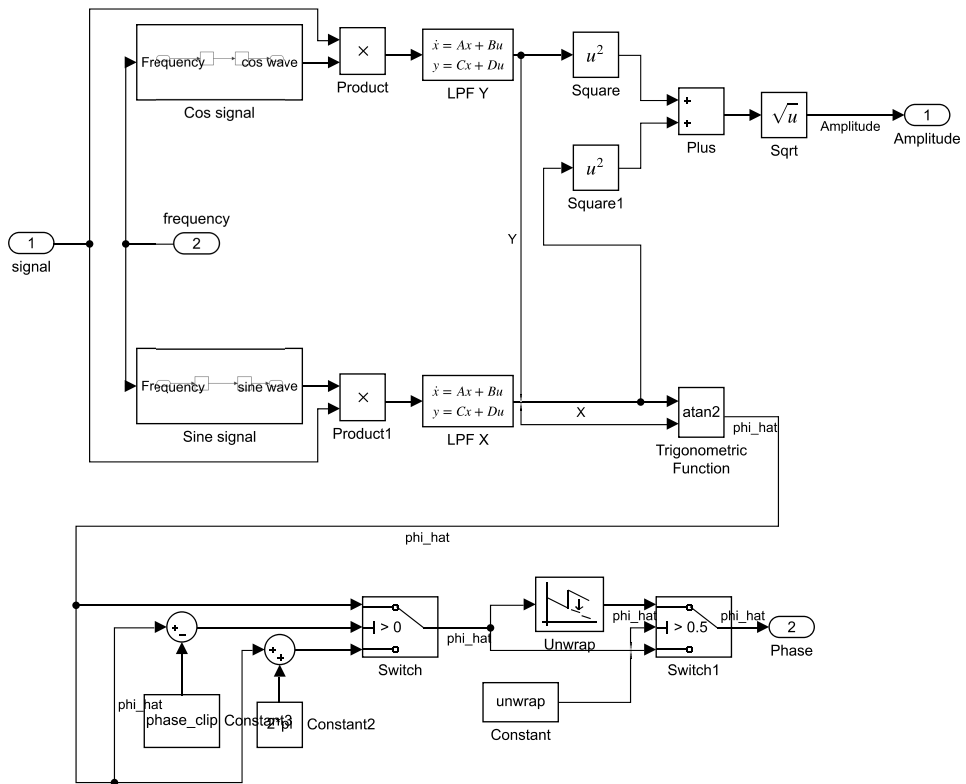 Frequency
cos wave
Cos signal
×
Product
ẋ = Ax + Bu
y = Cx + Du
LPF Y
u²
Square
+
+
Plus
√u
Sqrt
Amplitude
1
Amplitude
u²
Square1
frequency
2
1
signal
Y
Frequency
sine wave
Sine signal
×
Product1
ẋ = Ax + Bu
y = Cx + Du
LPF X
X
atan2
Trigonometric
Function
phi_hat
phi_hat
+
−
+
+
> 0
Switch
phi_hat
Unwrap
phi_hat
> 0.5
Switch1
phi_hat
2
Phase
phi_hat
phase_clip
Constant3
2*pi
Constant2
unwrap
Constant